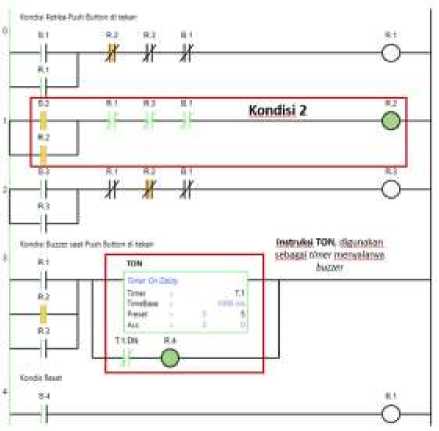 Kondisi Ketika Push Button di tekan
0
B.1 R.2 R.3 B.1 R.1
R.1
B.2 R.1 R.3 B.1 Kondisi 2 R.2
1
R.2
B.3 R.1 R.2 B.1 R.3
2
R.3
Kondisi Buzzer saat Push Button di tekan
Instruksi TON, digunakan
sebagai timer menyalanya
buzzer
3
R.1
TON
Timer On Delay
Timer T.1
TimeBase 1000 ms
Preset 5
Acc 0
R.2
R.3
T.1.DN R.4
Kondisi Reset
4
B.4 R.1